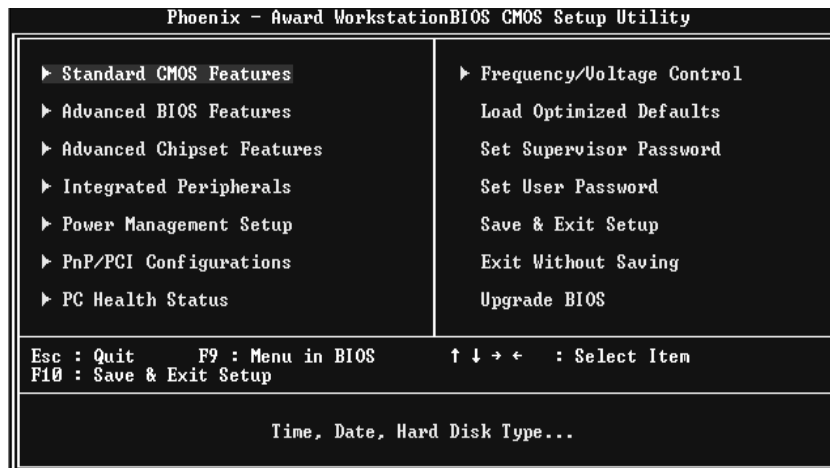 Phoenix - Award WorkstationBIOS CMOS Setup Utility
▶ Standard CMOS Features
▶ Advanced BIOS Features
▶ Advanced Chipset Features
▶ Integrated Peripherals
▶ Power Management Setup
▶ PnP/PCI Configurations
▶ PC Health Status
▶ Frequency/Voltage Control
Load Optimized Defaults
Set Supervisor Password
Set User Password
Save & Exit Setup
Exit Without Saving
Upgrade BIOS
Esc : Quit F9 : Menu in BIOS ↑ ↓ → ← : Select Item
F10 : Save & Exit Setup
Time, Date, Hard Disk Type...